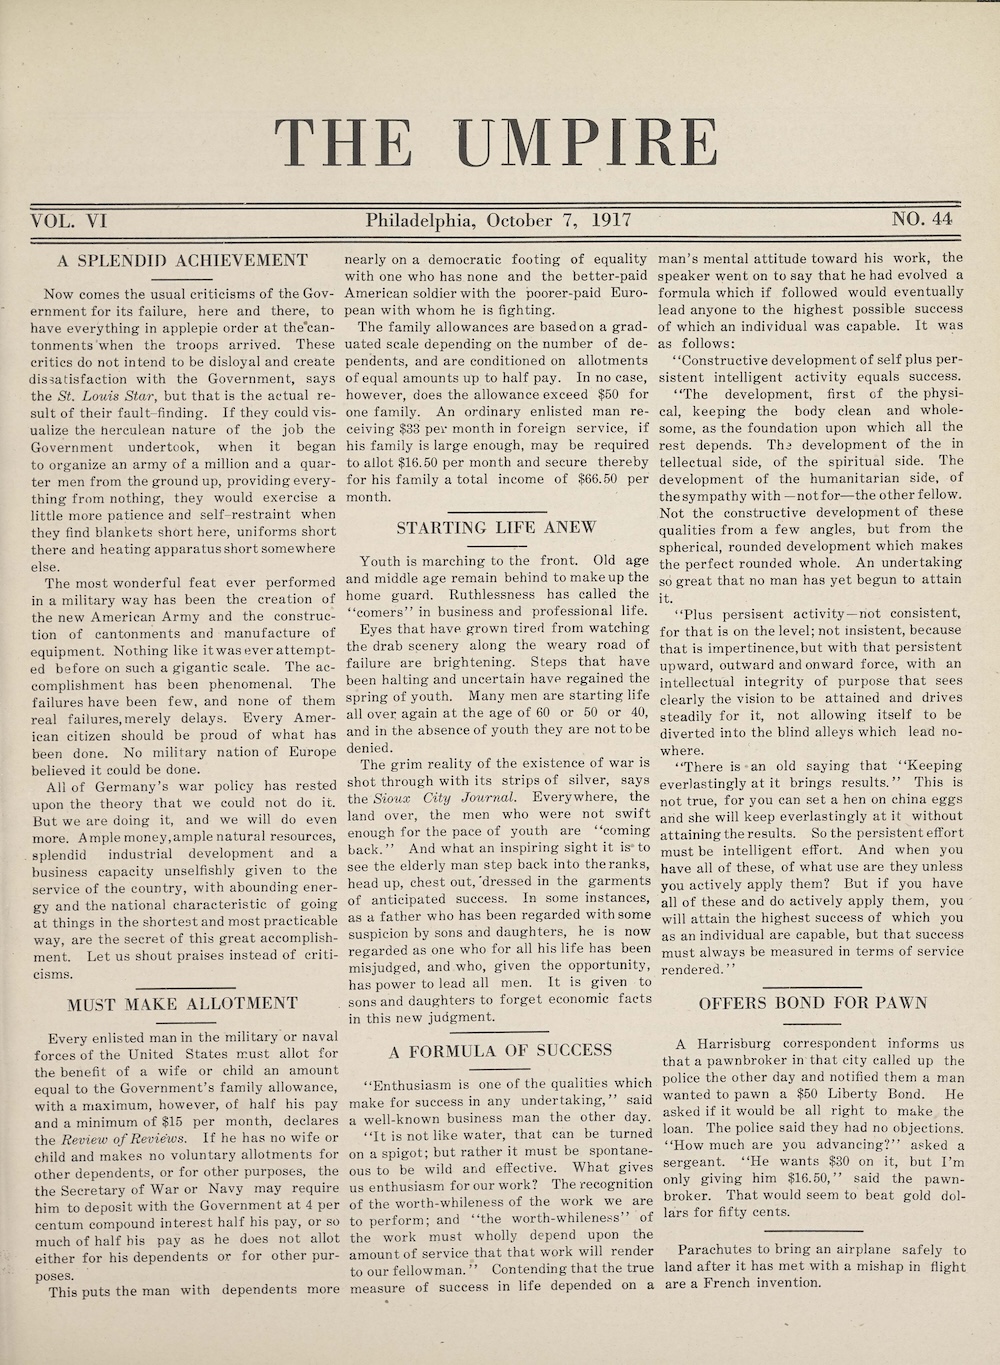 THE UMPIRE
VOL. VI Philadelphia, October 7, 1917 NO. 44
A SPLENDID ACHIEVEMENT
Now comes the usual criticisms of the Gov-
ernment for its failure, here and there, to
have everything in applepie order at the can-
tonments when the troops arrived. These
critics do not intend to be disloyal and create
dissatisfaction with the Government, says
the St. Louis Star, but that is the actual re-
sult of their fault-finding. If they could vis-
ualize the herculean nature of the job the
Government undertook, when it began
to organize an army of a million and a quar-
ter men from the ground up, providing every-
thing from nothing, they would exercise a
little more patience and self-restraint when
they find blankets short here, uniforms short
there and heating apparatus short somewhere
else.
The most wonderful feat ever performed
in a military way has been the creation of
the new American Army and the construc-
tion of cantonments and manufacture of
equipment. Nothing like it was ever attempt-
ed before on such a gigantic scale. The ac-
complishment has been phenomenal. The
failures have been few, and none of them
real failures, merely delays. Every Amer-
ican citizen should be proud of what has
been done. No military nation of Europe
believed it could be done.
All of Germany's war policy has rested
upon the theory that we could not do it.
But we are doing it, and we will do even
more. Ample money, ample natural resources,
splendid industrial development and a
business capacity unselfishly given to the
service of the country, with abounding ener-
gy and the national characteristic of going
at things in the shortest and most practicable
way, are the secret of this great accomplish-
ment. Let us shout praises instead of criti-
cisms.
MUST MAKE ALLOTMENT
Every enlisted man in the military or naval
forces of the United States must allot for
the benefit of a wife or child an amount
equal to the Government's family allowance,
with a maximum, however, of half his pay
and a minimum of $15 per month, declares
the Review of Reviews. If he has no wife or
child and makes no voluntary allotments for
other dependents, or for other purposes, the
the Secretary of War or Navy may require
him to deposit with the Government at 4 per
centum compound interest half his pay, or so
much of half his pay as he does not allot
either for his dependents or for other pur-
poses.
This puts the man with dependents more
nearly on a democratic footing of equality
with one who has none and the better-paid
American soldier with the poorer-paid Euro-
pean with whom he is fighting.
The family allowances are based on a grad-
uated scale depending on the number of de-
pendents, and are conditioned on allotments
of equal amounts up to half pay. In no case,
however, does the allowance exceed $50 for
one family. An ordinary enlisted man re-
ceiving $33 per month in foreign service, if
his family is large enough, may be required
to allot $16.50 per month and secure thereby
for his family a total income of $66.50 per
month.
STARTING LIFE ANEW
Youth is marching to the front. Old age
and middle age remain behind to make up the
home guard. Ruthlessness has called the
"comers" in business and professional life.
Eyes that have grown tired from watching
the drab scenery along the weary road of
failure are brightening. Steps that have
been halting and uncertain have regained the
spring of youth. Many men are starting life
all over again at the age of 60 or 50 or 40,
and in the absence of youth they are not to be
denied.
The grim reality of the existence of war is
shot through with its strips of silver, says
the Sioux City Journal. Everywhere, the
land over, the men who were not swift
enough for the pace of youth are "coming
back." And what an inspiring sight it is to
see the elderly man step back into the ranks,
head up, chest out, dressed in the garments
of anticipated success. In some instances,
as a father who has been regarded with some
suspicion by sons and daughters, he is now
regarded as one who for all his life has been
misjudged, and who, given the opportunity,
has power to lead all men. It is given to
sons and daughters to forget economic facts
in this new judgment.
A FORMULA OF SUCCESS
"Enthusiasm is one of the qualities which
make for success in any undertaking," said
a well-known business man the other day.
"It is not like water, that can be turned
on a spigot; but rather it must be spontane-
ous to be wild and effective. What gives
us enthusiasm for our work? The recognition
of the worth-whileness of the work we are
to perform; and "the worth-whileness" of
the work must wholly depend upon the
amount of service that that work will render
to our fellowman." Contending that the true
measure of success in life depended on a
man's mental attitude toward his work, the
speaker went on to say that he had evolved a
formula which if followed would eventually
lead anyone to the highest possible success
of which an individual was capable. It was
as follows:
"Constructive development of self plus per-
sistent intelligent activity equals success.
"The development, first of the physi-
cal, keeping the body clean and whole-
some, as the foundation upon which all the
rest depends. The development of the in
tellectual side, of the spiritual side. The
development of the humanitarian side, of
the sympathy with—not for—the other fellow.
Not the constructive development of these
qualities from a few angles, but from the
spherical, rounded development which makes
the perfect rounded whole. An undertaking
so great that no man has yet begun to attain
it.
"Plus persisent activity—not consistent,
for that is on the level; not insistent, because
that is impertinence, but with that persistent
upward, outward and onward force, with an
intellectual integrity of purpose that sees
clearly the vision to be attained and drives
steadily for it, not allowing itself to be
diverted into the blind alleys which lead no-
where.
"There is an old saying that "Keeping
everlastingly at it brings results." This is
not true, for you can set a hen on china eggs
and she will keep everlastingly at it without
attaining the results. So the persistent effort
must be intelligent effort. And when you
have all of these, of what use are they unless
you actively apply them? But if you have
all of these and do actively apply them, you
will attain the highest success of which you
as an individual are capable, but that success
must always be measured in terms of service
rendered."
OFFERS BOND FOR PAWN
A Harrisburg correspondent informs us
that a pawnbroker in that city called up the
police the other day and notified them a man
wanted to pawn a $50 Liberty Bond. He
asked if it would be all right to make the
loan. The police said they had no objections.
"How much are you advancing?" asked a
sergeant. "He wants $30 on it, but I'm
only giving him $16.50," said the pawn-
broker. That would seem to beat gold dol-
lars for fifty cents.
Parachutes to bring an airplane safely to
land after it has met with a mishap in flight
are a French invention.